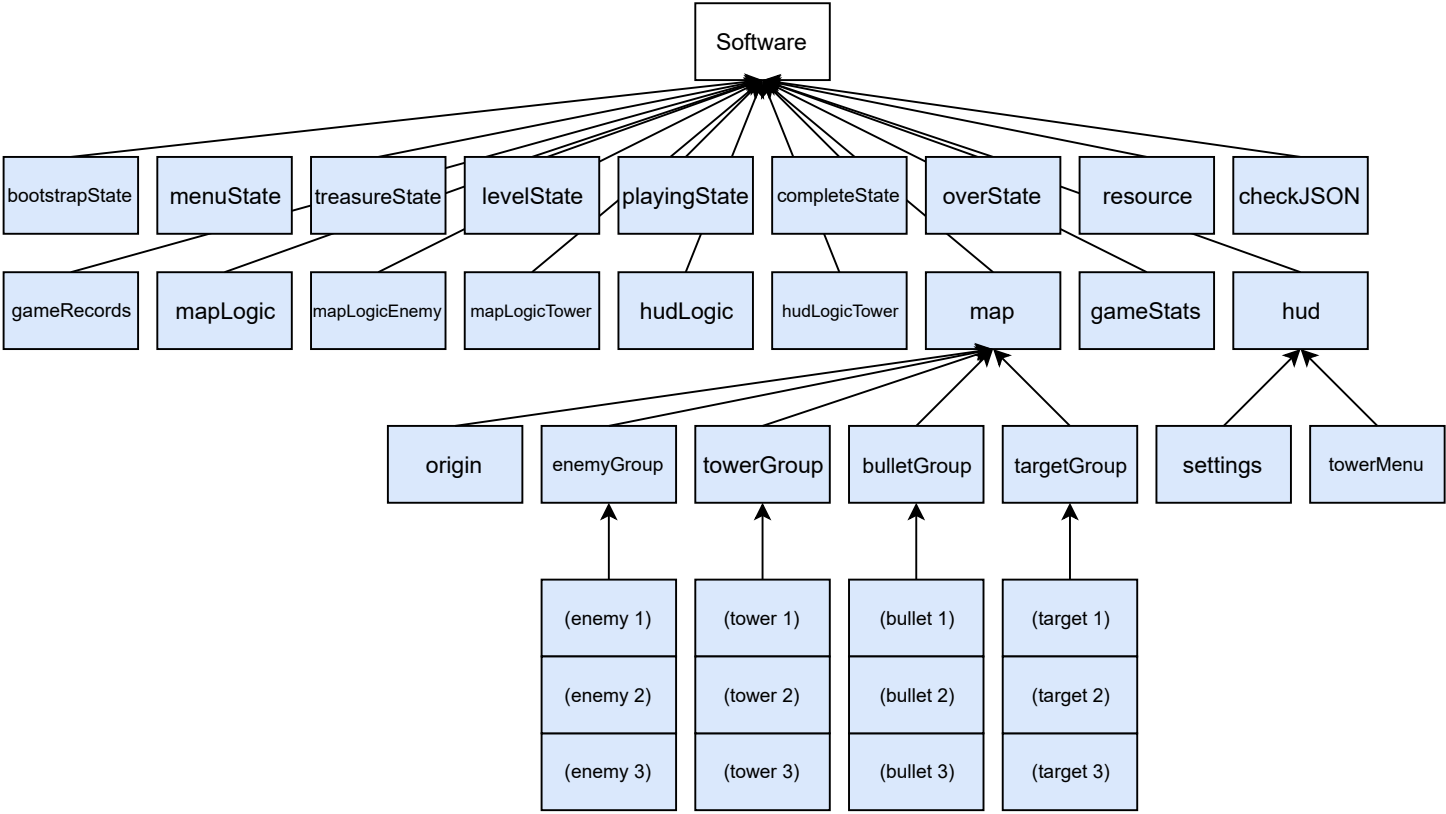 Software
bootstrapState
menuState
treasureState
levelState
playingState
completeState
overState
resource
checkJSON
gameRecords
mapLogic
mapLogicEnemy
mapLogicTower
hudLogic
hudLogicTower
map
gameStats
hud
origin
enemyGroup
towerGroup
bulletGroup
targetGroup
settings
towerMenu
(enemy 1)
(tower 1)
(bullet 1)
(target 1)
(enemy 2)
(tower 2)
(bullet 2)
(target 2)
(enemy 3)
(tower 3)
(bullet 3)
(target 3)